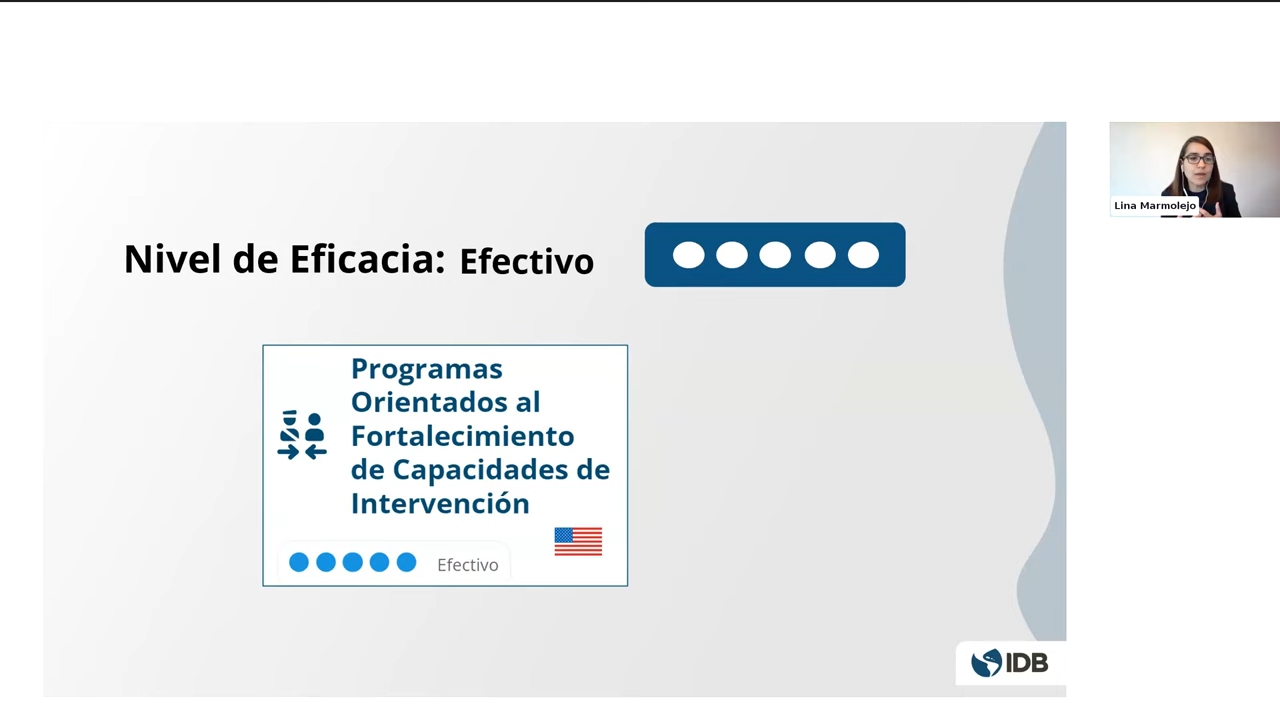 Nivel de Eficacia: Efectivo
Programas
Orientados al
Fortalecimiento
de Capacidades de
Intervención
Efectivo
IDB
Lina Marmolejo